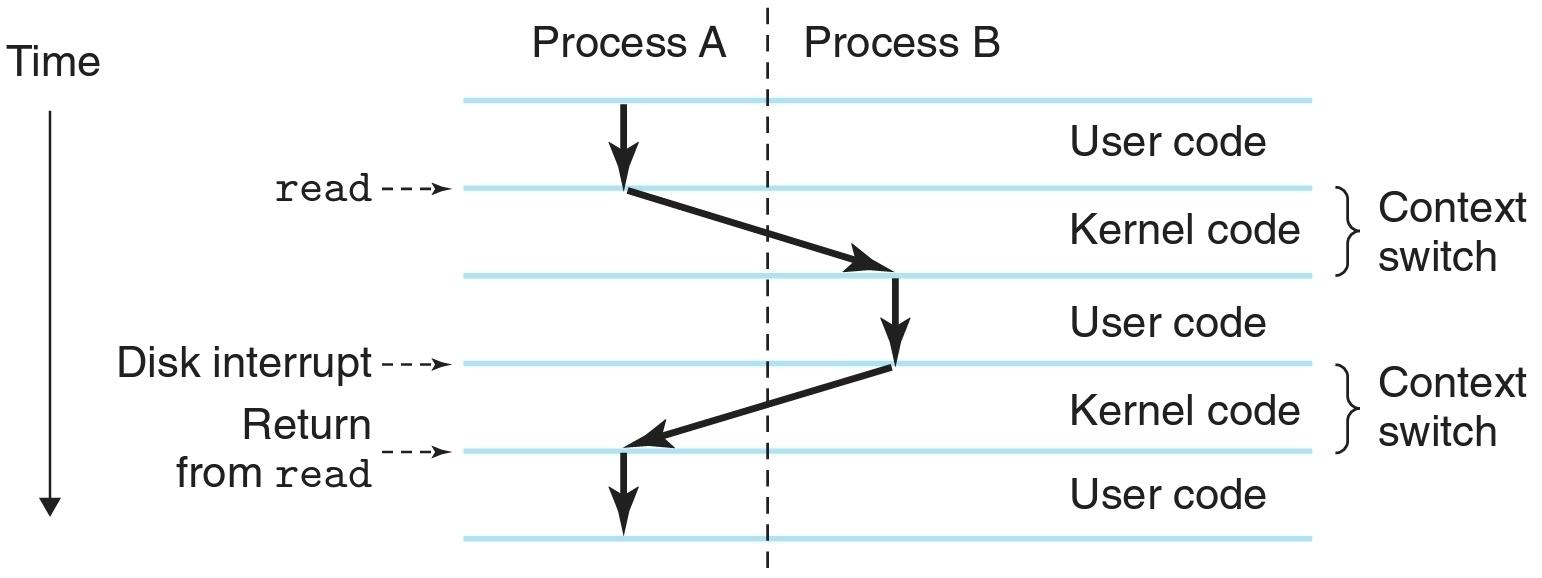 Process A
Process B
Time
User code
read
Kernel code
Context
switch
User code
Disk interrupt
Kernel code
Context
switch
Return
from read
User code